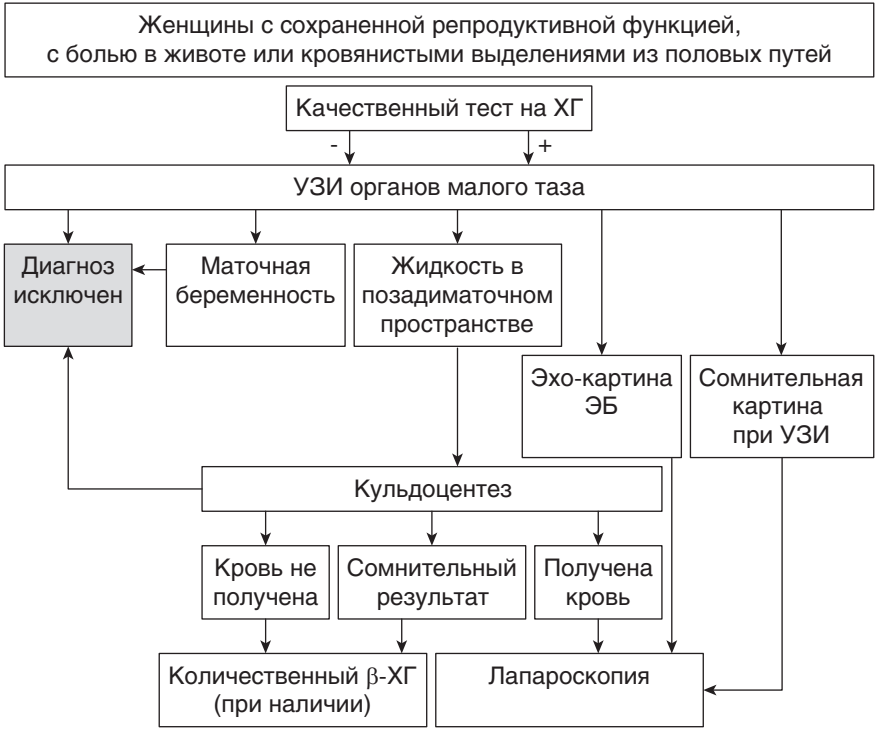 Женщины с сохраненной репродуктивной функцией,
с болью в животе или кровянистыми выделениями из половых путей
Качественный тест на ХГ
- +
УЗИ органов малого таза
Диагноз
исключен
Маточная
беременность
Жидкость в
позадиматочном
пространстве
Эхо-картина
ЭБ
Сомнительная
картина
при УЗИ
Кульдоцентез
Кровь не
получена
Сомнительный
результат
Получена
кровь
Количественный β-ХГ
(при наличии)
Лапароскопия